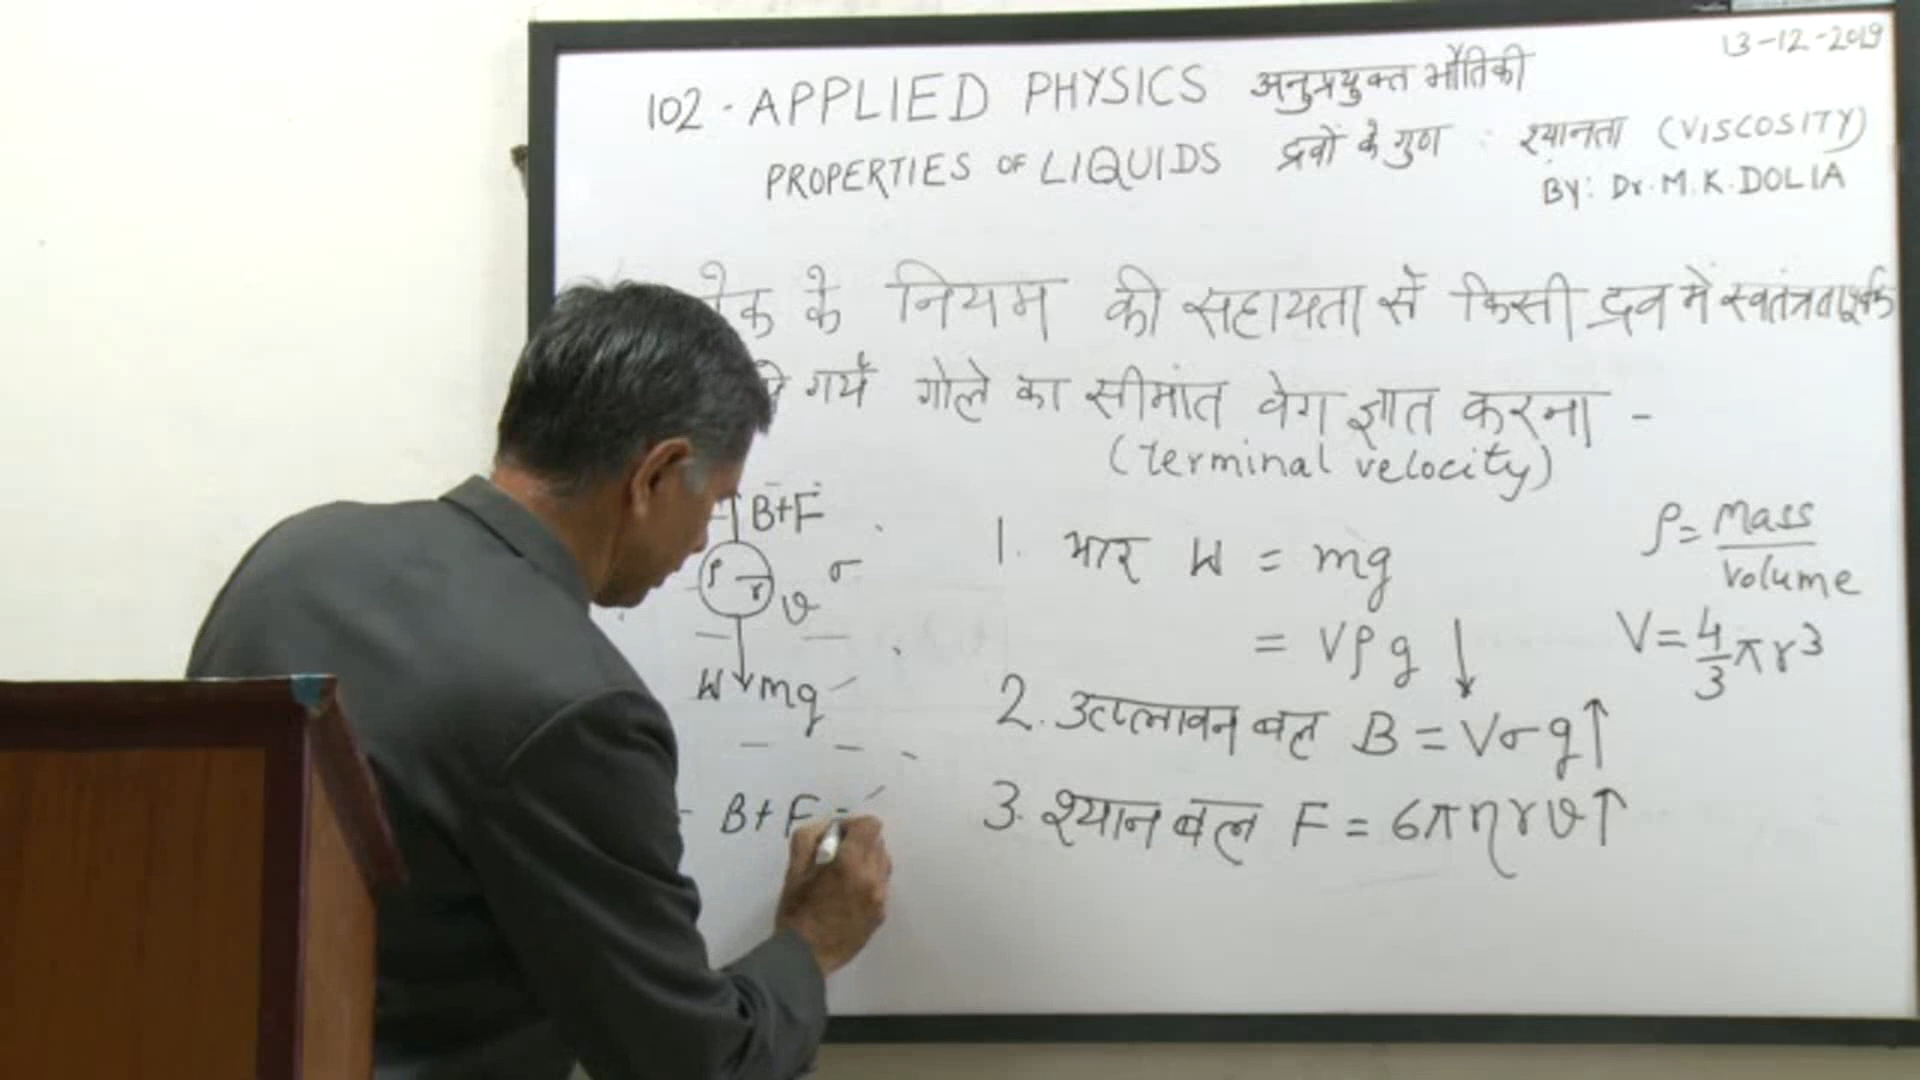 13-12-2019
102 - APPLIED PHYSICS अनुप्रयुक्त भौतिकी
PROPERTIES OF LIQUIDS द्रवों के गुण : श्यानता (VISCOSITY)
BY: Dr. M. K. DOLIA
के नियम की सहायता से किसी द्रव में स्वतंत्रतापूर्वक
गये गोले का सीमांत वेग ज्ञात करना -
(Terminal velocity)
B+F
ρ r v σ
W mg
B+F =
1. भार W = mg
= Vρg ↓
2. उत्प्लावन बल B = Vσg↑
3. श्यान बल F = 6πηrv↑
ρ = Mass / Volume
V = 4/3 πr³